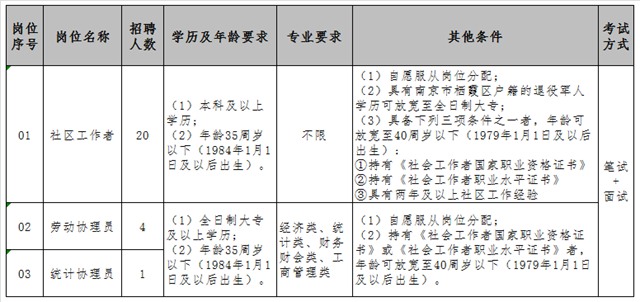 岗位序号 岗位名称 招聘人数 学历及年龄要求 专业要求 其他条件 考试方式
01 社区工作者 20
（1）本科及以上
学历；
（2）年龄35周岁
以下（1984年1月1
日及以后出生）。
不限
（1）自愿服从岗位分配；
（2）具有南京市栖霞区户籍的退役军人
学历可放宽至全日制大专；
（3）具备下列三项条件之一者，年龄可
放宽至40周岁以下（1979年1月1日及以后
出生）：
①持有《社会工作者国家职业资格证书》
②持有《社会工作者职业水平证书》
③具有两年及以上社区工作经验
笔试
+
面试
02 劳动协理员 4
03 统计协理员 1
（1）全日制大专
及以上学历；
（2）年龄35周岁
以下（1984年1月1
日及以后出生）。
经济类、统
计类、财务
财会类、工
商管理类
（1）自愿服从岗位分配；
（2）持有《社会工作者国家职业资格证
书》或《社会工作者职业水平证书》者，
年龄可放宽至40周岁以下（1979年1月1日
及以后出生）。